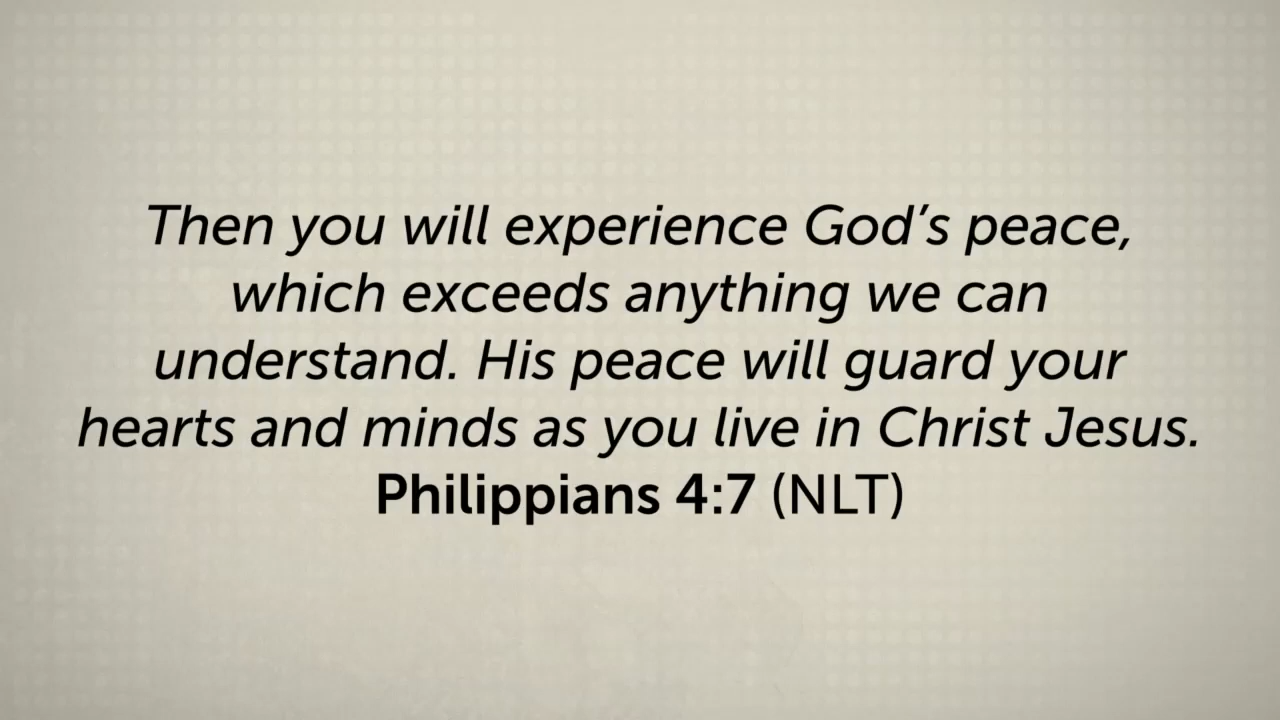 Then you will experience God’s peace,
which exceeds anything we can
understand. His peace will guard your
hearts and minds as you live in Christ Jesus.
Philippians 4:7 (NLT)